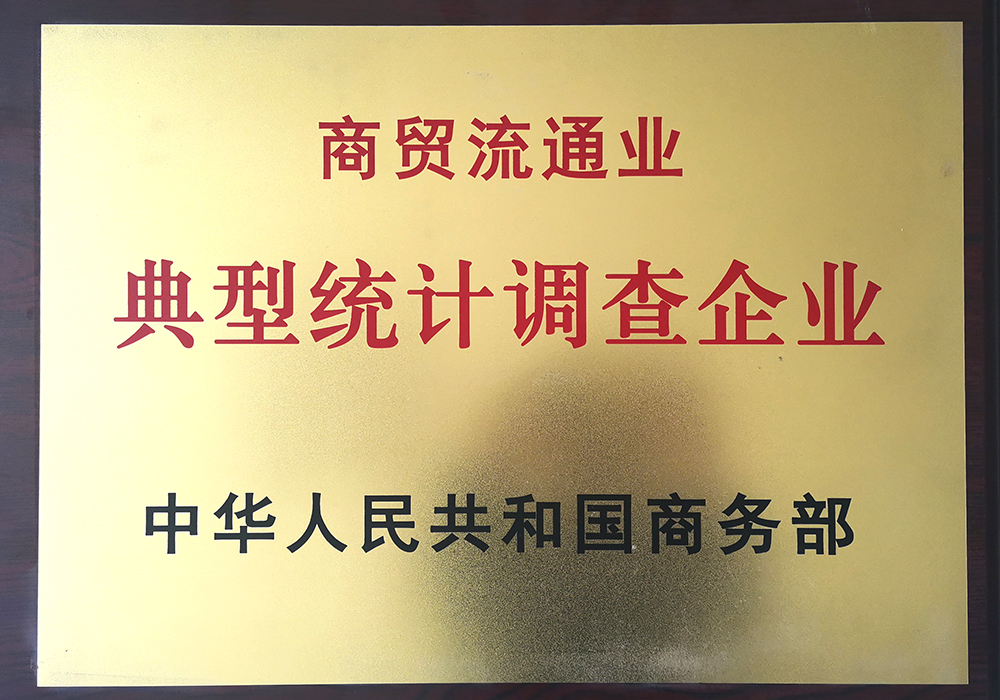 商贸流通业
典型统计调查企业
中华人民共和国商务部